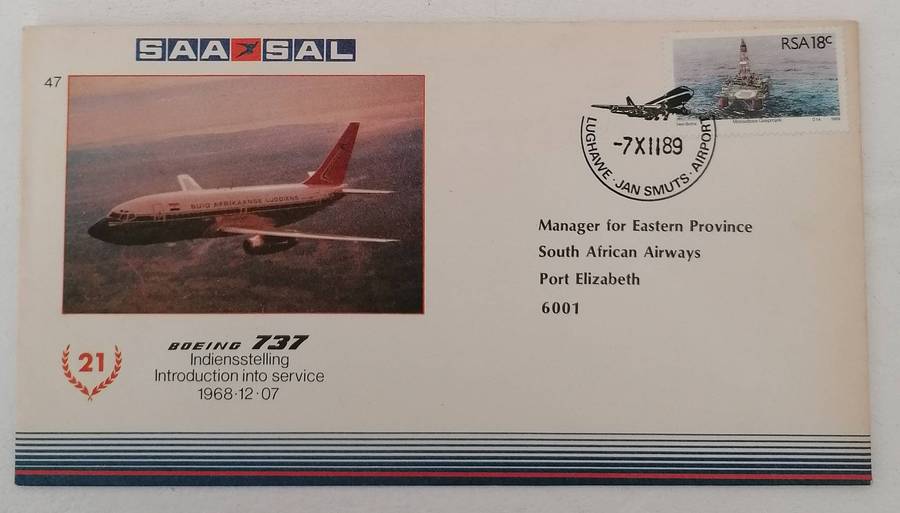 SAA SAL
47
SUID AFRIKAANSE LUGDIENS
RSA 18c
LUGHAWE · JAN SMUTS · AIRPORT
-7XII89
Manager for Eastern Province
South African Airways
Port Elizabeth
6001
BOEING 737
21
Indiensstelling
Introduction into service
1968·12·07